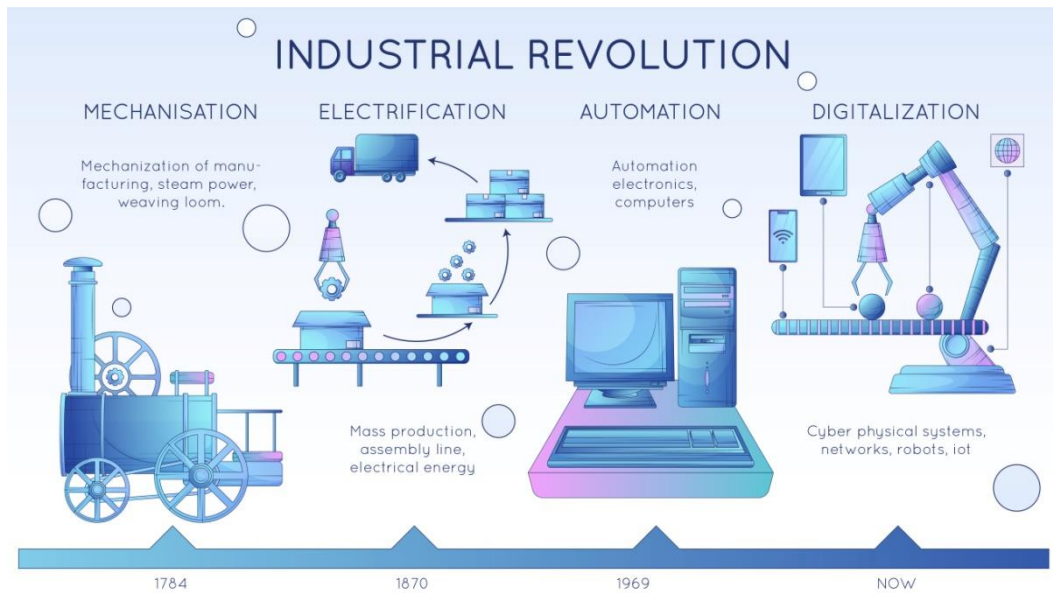 INDUSTRIAL REVOLUTION
MECHANISATION
Mechanization of manu-
facturing, steam power,
weaving loom.
ELECTRIFICATION
Mass production,
assembly line,
electrical energy
AUTOMATION
Automation
electronics,
computers
DIGITALIZATION
Cyber physical systems,
networks, robots, iot
1784
1870
1969
NOW